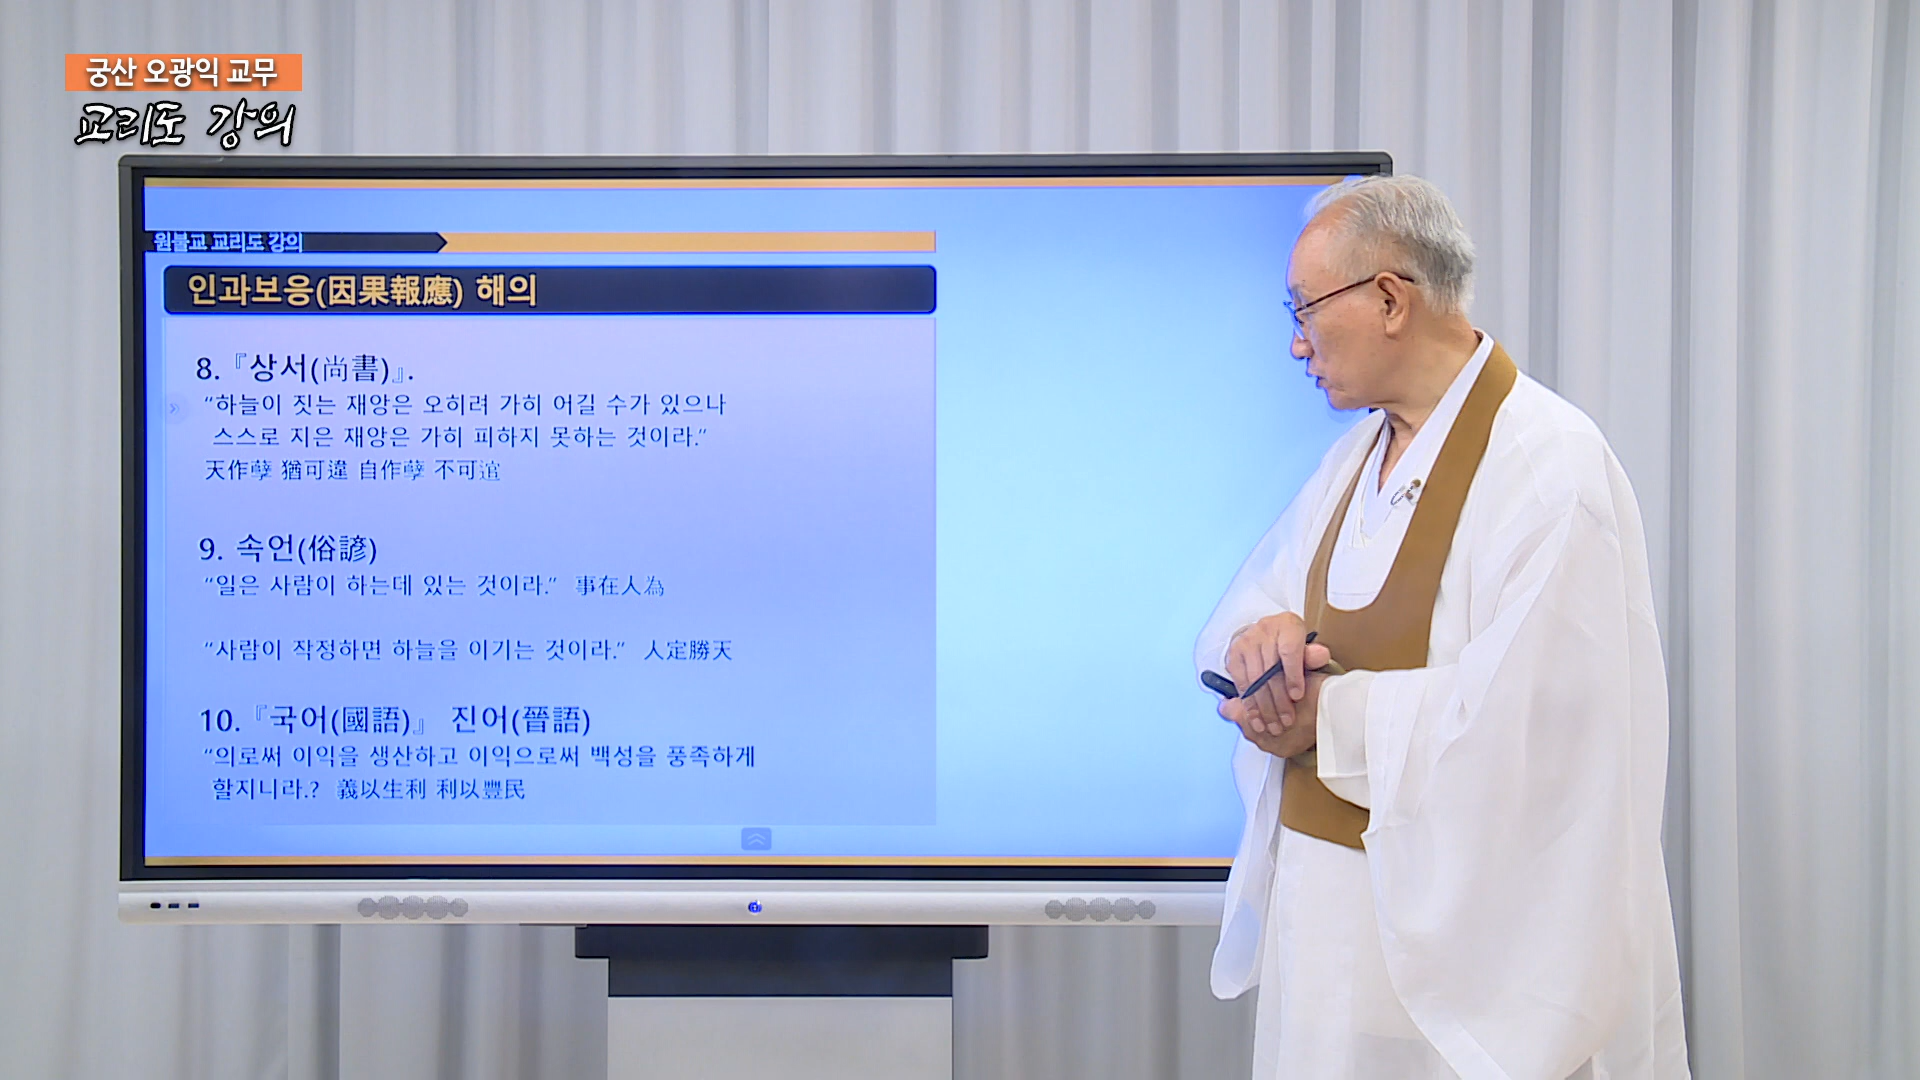 궁산 오광익 교무
교리도 강의
원불교 교리도 강의
인과보응(因果報應) 해의
8.『상서(尚書)』.
“하늘이 짓는 재앙은 오히려 가히 어길 수가 있으나
스스로 지은 재앙은 가히 피하지 못하는 것이라.”
天作孽 猶可違 自作孽 不可逭
9. 속언(俗諺)
“일은 사람이 하는데 있는 것이라.” 事在人為
“사람이 작정하면 하늘을 이기는 것이라.” 人定勝天
10.『국어(國語)』 진어(晉語)
“의로써 이익을 생산하고 이익으로써 백성을 풍족하게
할지니라.? 義以生利 利以豐民